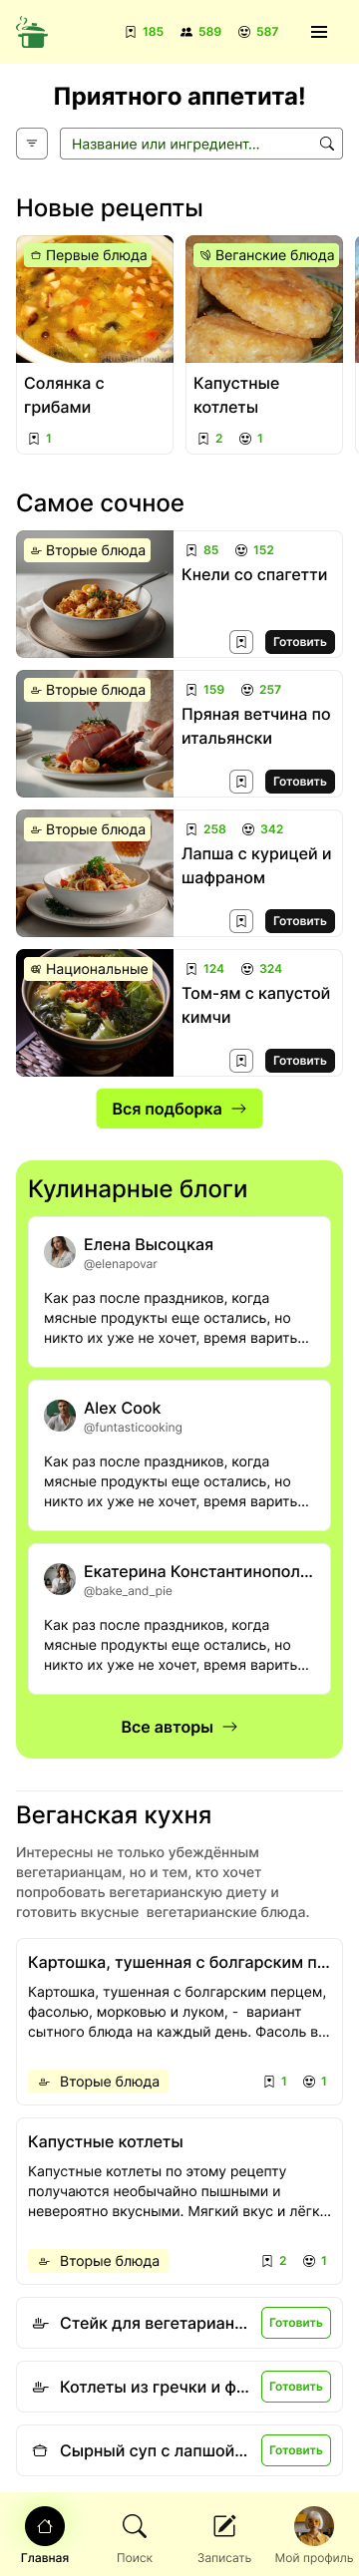 185 589 587
Приятного аппетита!
Название или ингредиент...
Новые рецепты
Первые блюда
Солянка с
грибами
1
Веганские блюда
Капустные
котлеты
2 1
Самое сочное
Вторые блюда
85 152
Кнели со спагетти
Готовить
Вторые блюда
159 257
Пряная ветчина по
итальянски
Готовить
Вторые блюда
258 342
Лапша с курицей и
шафраном
Готовить
Национальные
124 324
Том-ям с капустой
кимчи
Готовить
Вся подборка →
Кулинарные блоги
Елена Высоцкая
@elenapovar
Как раз после праздников, когда
мясные продукты еще остались, но
никто их уже не хочет, время варить...
Alex Cook
@funtasticooking
Как раз после праздников, когда
мясные продукты еще остались, но
никто их уже не хочет, время варить...
Екатерина Константинопол...
@bake_and_pie
Как раз после праздников, когда
мясные продукты еще остались, но
никто их уже не хочет, время варить...
Все авторы →
Веганская кухня
Интересны не только убеждённым
вегетарианцам, но и тем, кто хочет
попробовать вегетарианскую диету и
готовить вкусные вегетарианские блюда.
Картошка, тушенная с болгарским п...
Картошка, тушенная с болгарским перцем,
фасолью, морковью и луком, - вариант
сытного блюда на каждый день. Фасоль в...
Вторые блюда 1 1
Капустные котлеты
Капустные котлеты по этому рецепту
получаются необычайно пышными и
невероятно вкусными. Мягкий вкус и лёгк...
Вторые блюда 2 1
Стейк для вегетариан... Готовить
Котлеты из гречки и ф... Готовить
Сырный суп с лапшой... Готовить
Главная Поиск Записать Мой профиль